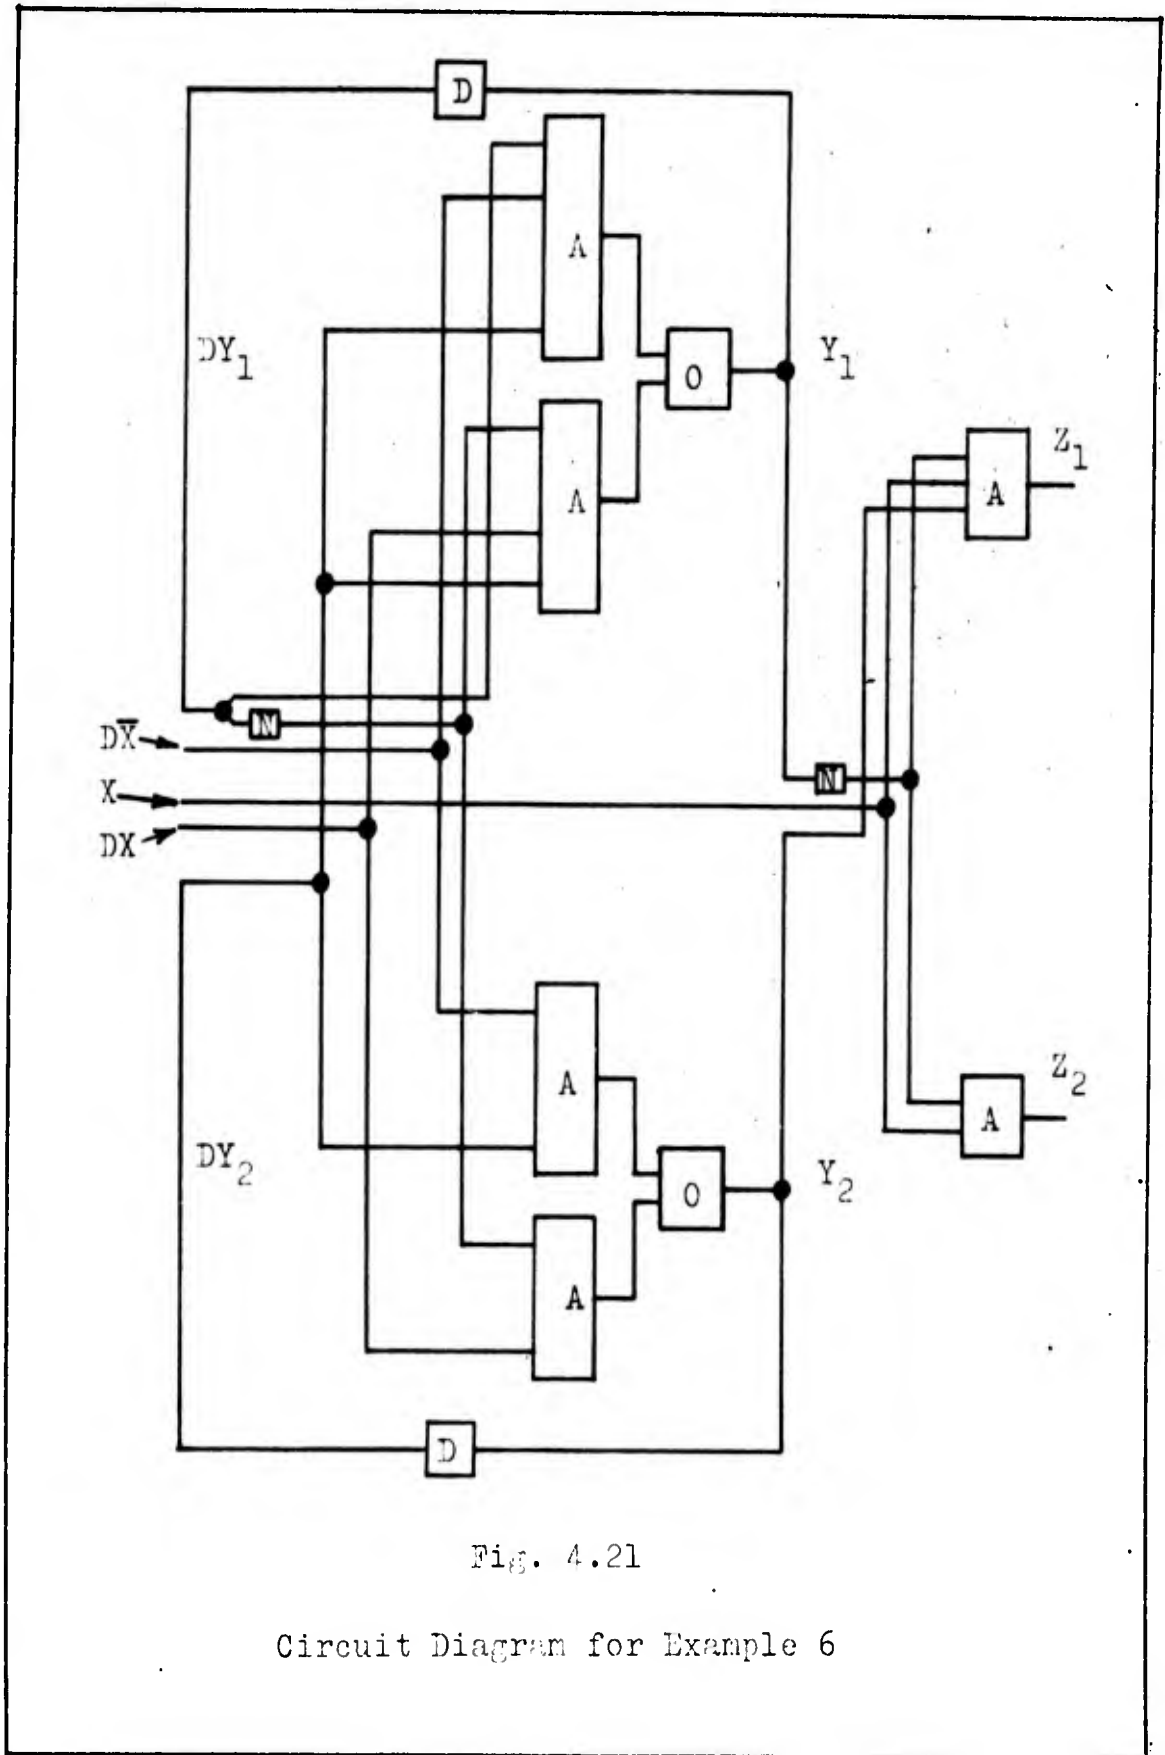 D
A
DY1
Y1
O
A
Z1
A
N
DX̅
N
X
DX
A
Z2
A
DY2
O
Y2
A
D
Fig. 4.21
Circuit Diagram for Example 6